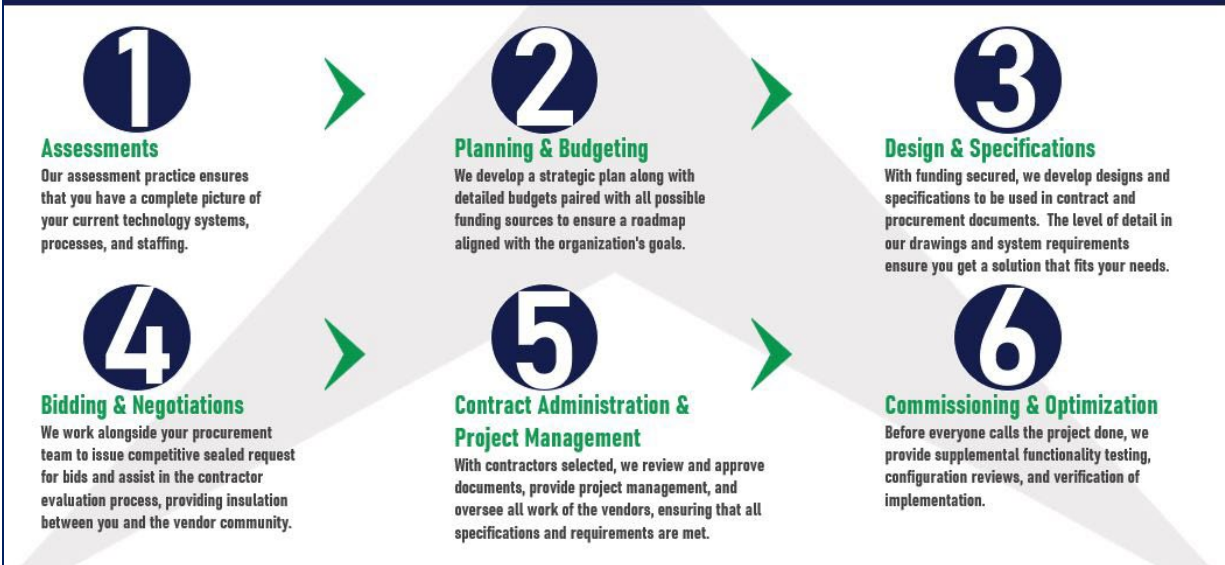 1
Assessments
Our assessment practice ensures
that you have a complete picture of
your current technology systems,
processes, and staffing.
2
Planning & Budgeting
We develop a strategic plan along with
detailed budgets paired with all possible
funding sources to ensure a roadmap
aligned with the organization's goals.
3
Design & Specifications
With funding secured, we develop designs and
specifications to be used in contract and
procurement documents.  The level of detail in
our drawings and system requirements
ensure you get a solution that fits your needs.
4
Bidding & Negotiations
We work alongside your procurement
team to issue competitive sealed request
for bids and assist in the contractor
evaluation process, providing insulation
between you and the vendor community.
5
Contract Administration &
Project Management
With contractors selected, we review and approve
documents, provide project management, and
oversee all work of the vendors, ensuring that all
specifications and requirements are met.
6
Commissioning & Optimization
Before everyone calls the project done, we
provide supplemental functionality testing,
configuration reviews, and verification of
implementation.